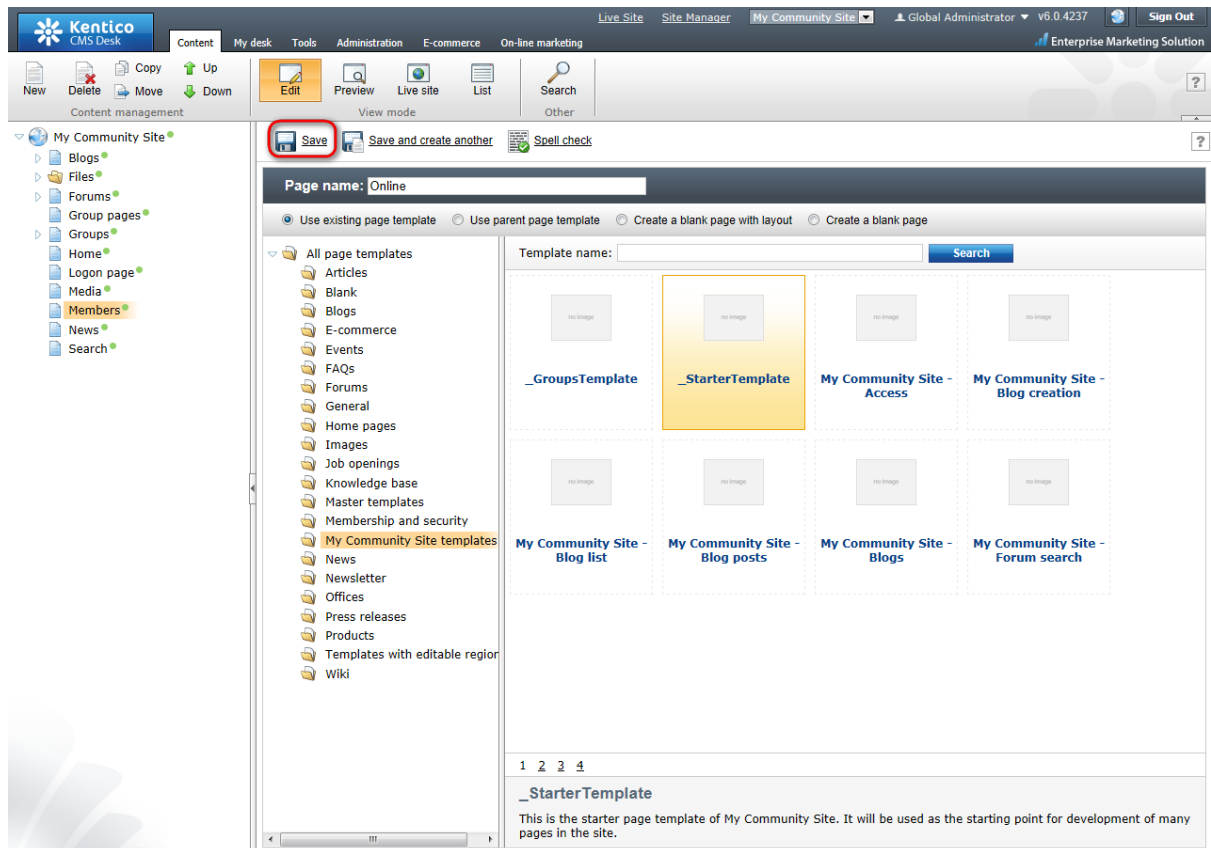 Kentico
CMS Desk
Live Site Site Manager My Community Site Global Administrator v6.0.4237 Sign Out
Content My desk Tools Administration E-commerce On-line marketing
Enterprise Marketing Solution
New Delete Copy Move Up Down
Content management
Edit Preview Live site List
View mode
Search
Other
?
My Community Site
Blogs
Files
Forums
Group pages
Groups
Home
Logon page
Media
Members
News
Search
Save Save and create another Spell check
?
Page name: Online
Use existing page template Use parent page template Create a blank page with layout Create a blank page
All page templates
Articles
Blank
Blogs
E-commerce
Events
FAQs
Forums
General
Home pages
Images
Job openings
Knowledge base
Master templates
Membership and security
My Community Site templates
News
Newsletter
Offices
Press releases
Products
Templates with editable region
Wiki
Template name: Search
no image no image no image no image
_GroupsTemplate _StarterTemplate My Community Site - My Community Site -
Access Blog creation
no image no image no image no image
My Community Site - My Community Site - My Community Site - My Community Site -
Blog list Blog posts Blogs Forum search
1 2 3 4
_StarterTemplate
This is the starter page template of My Community Site. It will be used as the starting point for development of many
pages in the site.